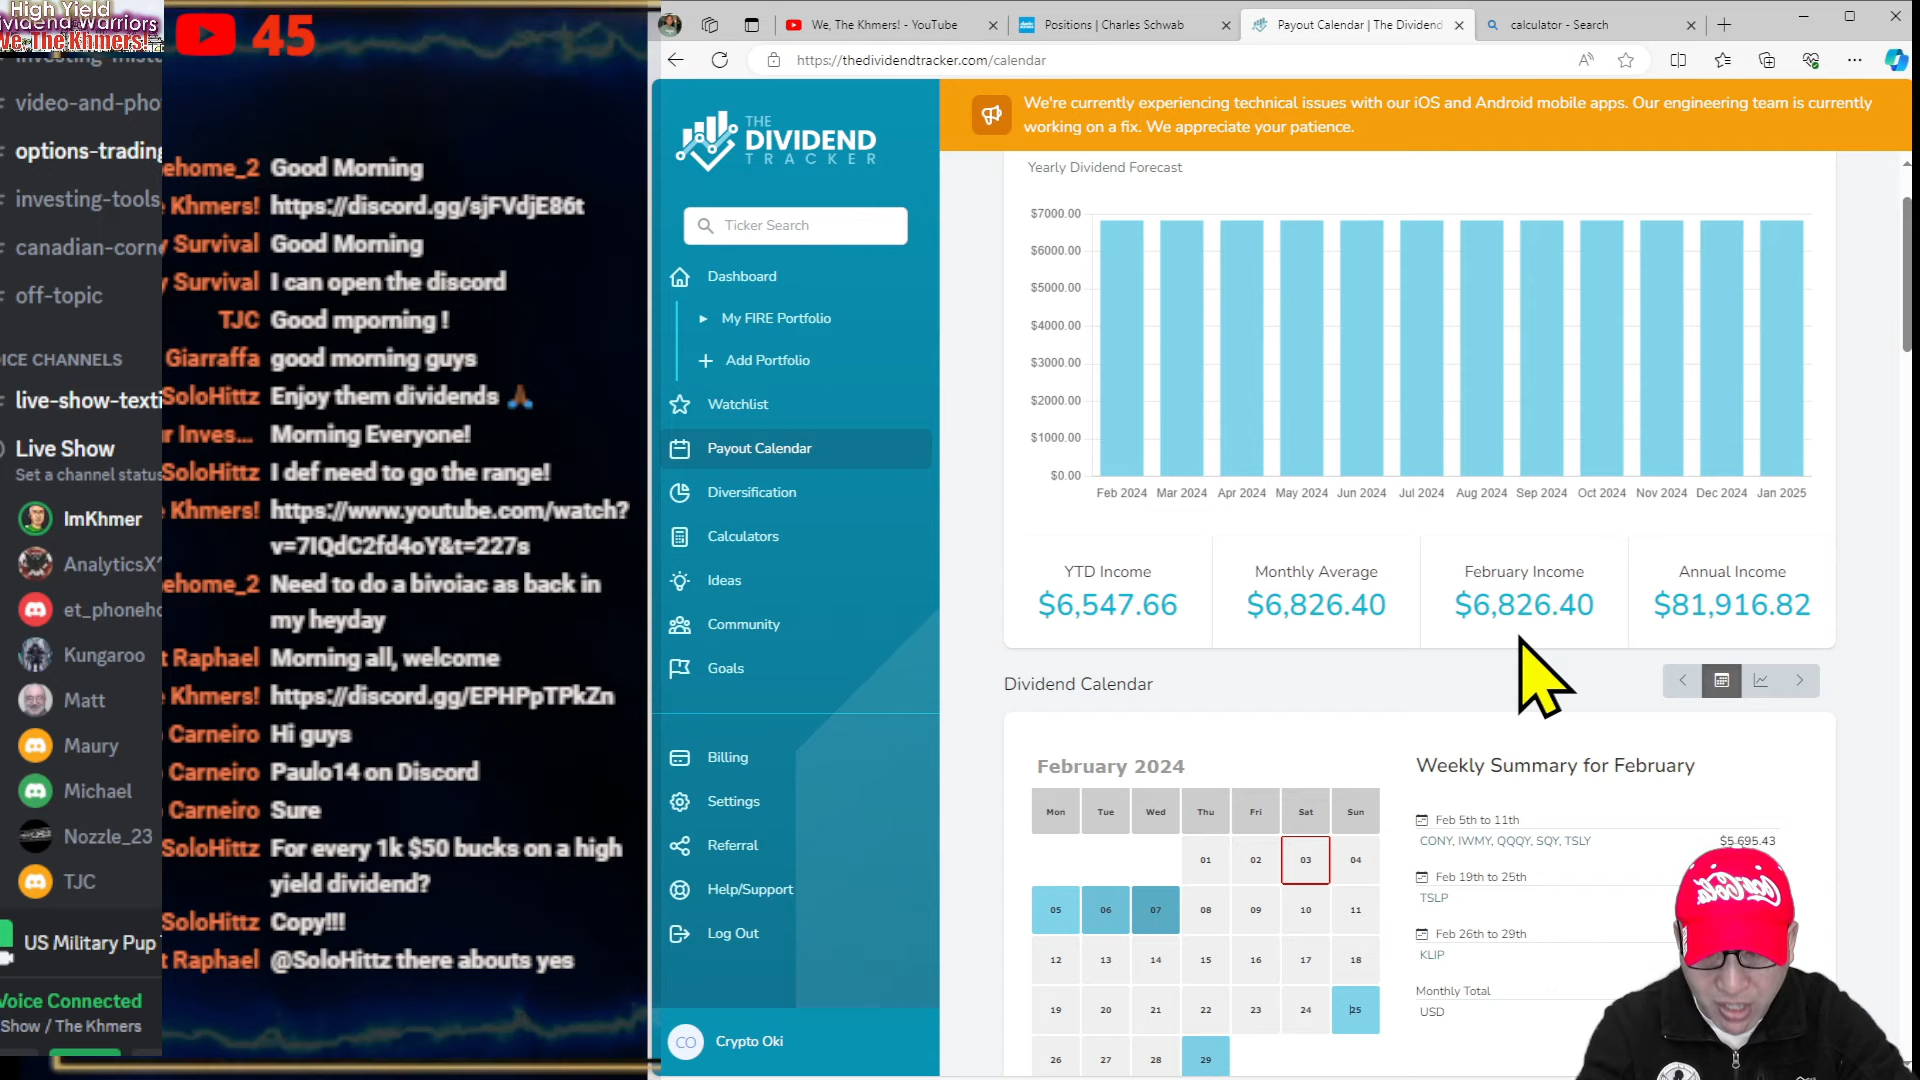 High Yield
Dividend Warriors
We, The Khmers!
45
investing-mista
video-and-pho
options-trading
investing-tools
canadian-corne
off-topic
ICE CHANNELS
live-show-texti
Live Show
Set a channel status
ImKhmer
AnalyticsX
et_phoneho
Kungaroo
Matt
Maury
Michael
Nozzle_23
TJC
US Military Pup
Voice Connected
Show / The Khmers
ehome_2 Good Morning
Khmers! https://discord.gg/sjFVdjE86t
Survival Good Morning
Survival I can open the discord
TJC Good mporning !
Giarraffa good morning guys
SoloHittz Enjoy them dividends 🙏🏾
r Inves... Morning Everyone!
SoloHittz I def need to go the range!
Khmers! https://www.youtube.com/watch?
v=7IQdC2fd4oY&t=227s
ehome_2 Need to do a bivoiac as back in
my heyday
t Raphael Morning all, welcome
Khmers! https://discord.gg/EPHPpTPkZn
Carneiro Hi guys
Carneiro Paulo14 on Discord
Carneiro Sure
SoloHittz For every 1k $50 bucks on a high
yield dividend?
SoloHittz Copy!!!
t Raphael @SoloHittz there abouts yes
We, The Khmers! - YouTube
Positions | Charles Schwab
Payout Calendar | The Dividend
calculator - Search
https://thedividendtracker.com/calendar
THE
DIVIDEND
TRACKER
Ticker Search
Dashboard
My FIRE Portfolio
Add Portfolio
Watchlist
Payout Calendar
Diversification
Calculators
Ideas
Community
Goals
Billing
Settings
Referral
Help/Support
Log Out
CO
Crypto Oki
We're currently experiencing technical issues with our iOS and Android mobile apps. Our engineering team is currently
working on a fix. We appreciate your patience.
Yearly Dividend Forecast
$7000.00
$6000.00
$5000.00
$4000.00
$3000.00
$2000.00
$1000.00
$0.00
Feb 2024 Mar 2024 Apr 2024 May 2024 Jun 2024 Jul 2024 Aug 2024 Sep 2024 Oct 2024 Nov 2024 Dec 2024 Jan 2025
YTD Income Monthly Average February Income Annual Income
$6,547.66 $6,826.40 $6,826.40 $81,916.82
Dividend Calendar
February 2024
Mon Tue Wed Thu Fri Sat Sun
01 02 03 04
05 06 07 08 09 10 11
12 13 14 15 16 17 18
19 20 21 22 23 24 25
26 27 28 29
Weekly Summary for February
Feb 5th to 11th
CONY, IWMY, QQQY, SQY, TSLY $5,695.43
Feb 19th to 25th
TSLP
Feb 26th to 29th
KLIP
Monthly Total
USD
Coca-Cola